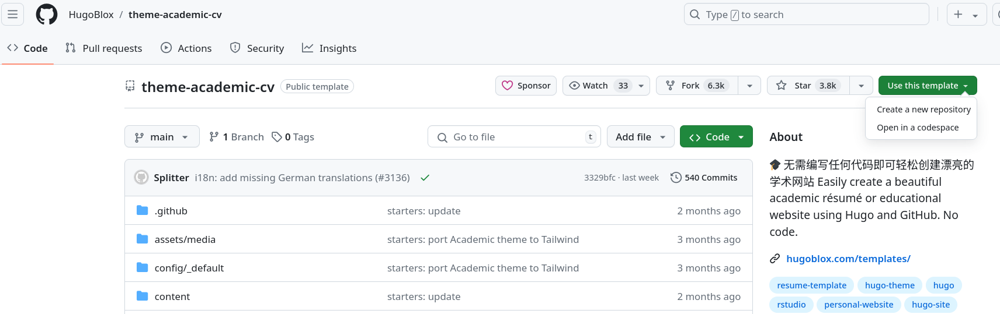 HugoBlox / theme-academic-cv
Type / to search
Code Pull requests Actions Security Insights
theme-academic-cv Public template
Sponsor Watch 33 Fork 6.3k Star 3.8k Use this template
Create a new repository
Open in a codespace
main 1 Branch 0 Tags Go to file t Add file Code
Splitter i18n: add missing German translations (#3136) 3329bfc · last week 540 Commits
.github starters: update 2 months ago
assets/media starters: port Academic theme to Tailwind 3 months ago
config/_default starters: port Academic theme to Tailwind 3 months ago
content starters: update 2 months ago
About
🎓 无需编写任何代码即可轻松创建漂亮的
学术网站 Easily create a beautiful
academic résumé or educational
website using Hugo and GitHub. No
code.
hugoblox.com/templates/
resume-template hugo-theme hugo
rstudio personal-website hugo-site